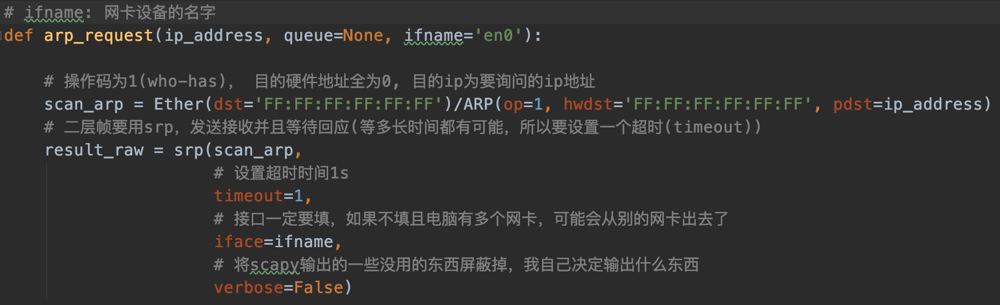 # ifname: 网卡设备的名字
def arp_request(ip_address, queue=None, ifname='en0'):
# 操作码为1(who-has)， 目的硬件地址全为0, 目的ip为要询问的ip地址
scan_arp = Ether(dst='FF:FF:FF:FF:FF:FF')/ARP(op=1, hwdst='FF:FF:FF:FF:FF:FF', pdst=ip_address)
# 二层帧要用srp，发送接收并且等待回应(等多长时间都有可能，所以要设置一个超时(timeout))
result_raw = srp(scan_arp,
# 设置超时时间1s
timeout=1,
# 接口一定要填，如果不填且电脑有多个网卡，可能会从别的网卡出去了
iface=ifname,
# 将scapy输出的一些没用的东西屏蔽掉，我自己决定输出什么东西
verbose=False)